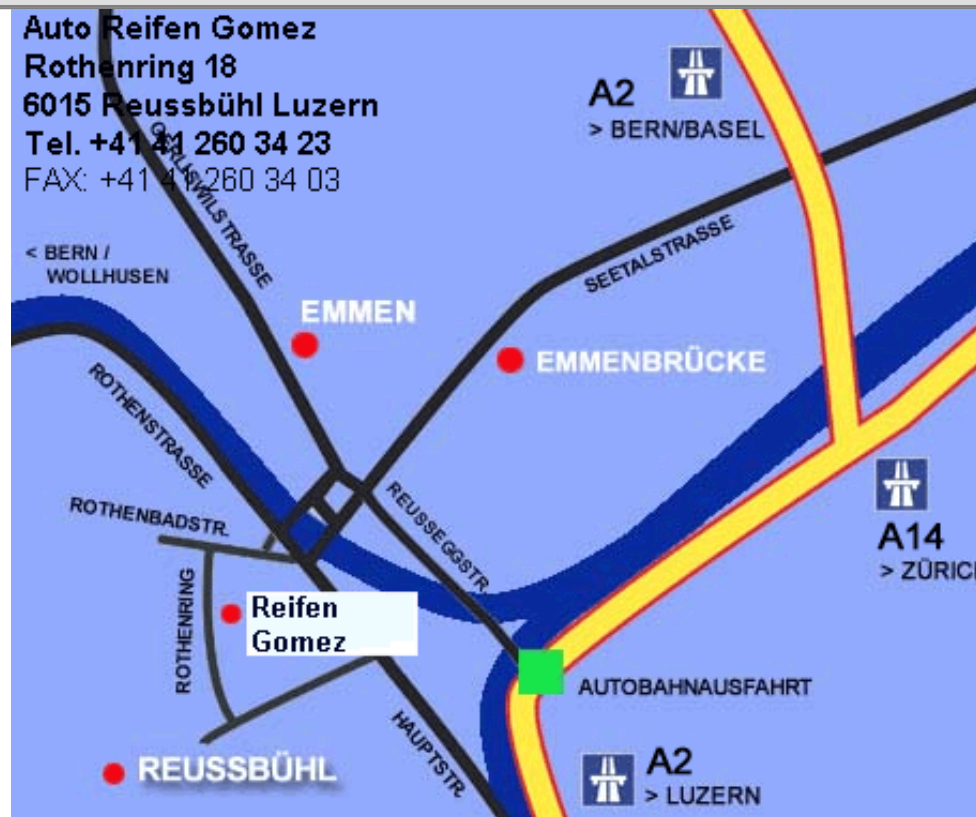 Auto Reifen Gomez
Rothenring 18
6015 Reussbühl Luzern
Tel. +41 41 260 34 23
FAX: +41 41 260 34 03
A2
> BERN/BASEL
GERLISWILSTRASSE
< BERN /
WOLLHUSEN
SEETALSTRASSE
EMMEN
EMMENBRÜCKE
ROTHENSTRASSE
REUSSEGGSTR.
ROTHENBADSTR.
A14
> ZÜRICH
ROTHENRING
Reifen
Gomez
AUTOBAHNAUSFAHRT
HAUPTSTR.
REUSSBÜHL
A2
> LUZERN